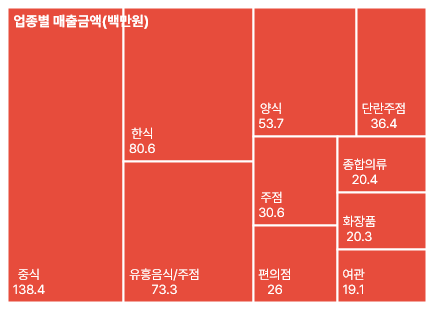 업종별 매출금액(백만원)
중식
138.4
한식
80.6
유흥음식/주점
73.3
양식
53.7
단란주점
36.4
주점
30.6
편의점
26
종합의류
20.4
화장품
20.3
여관
19.1